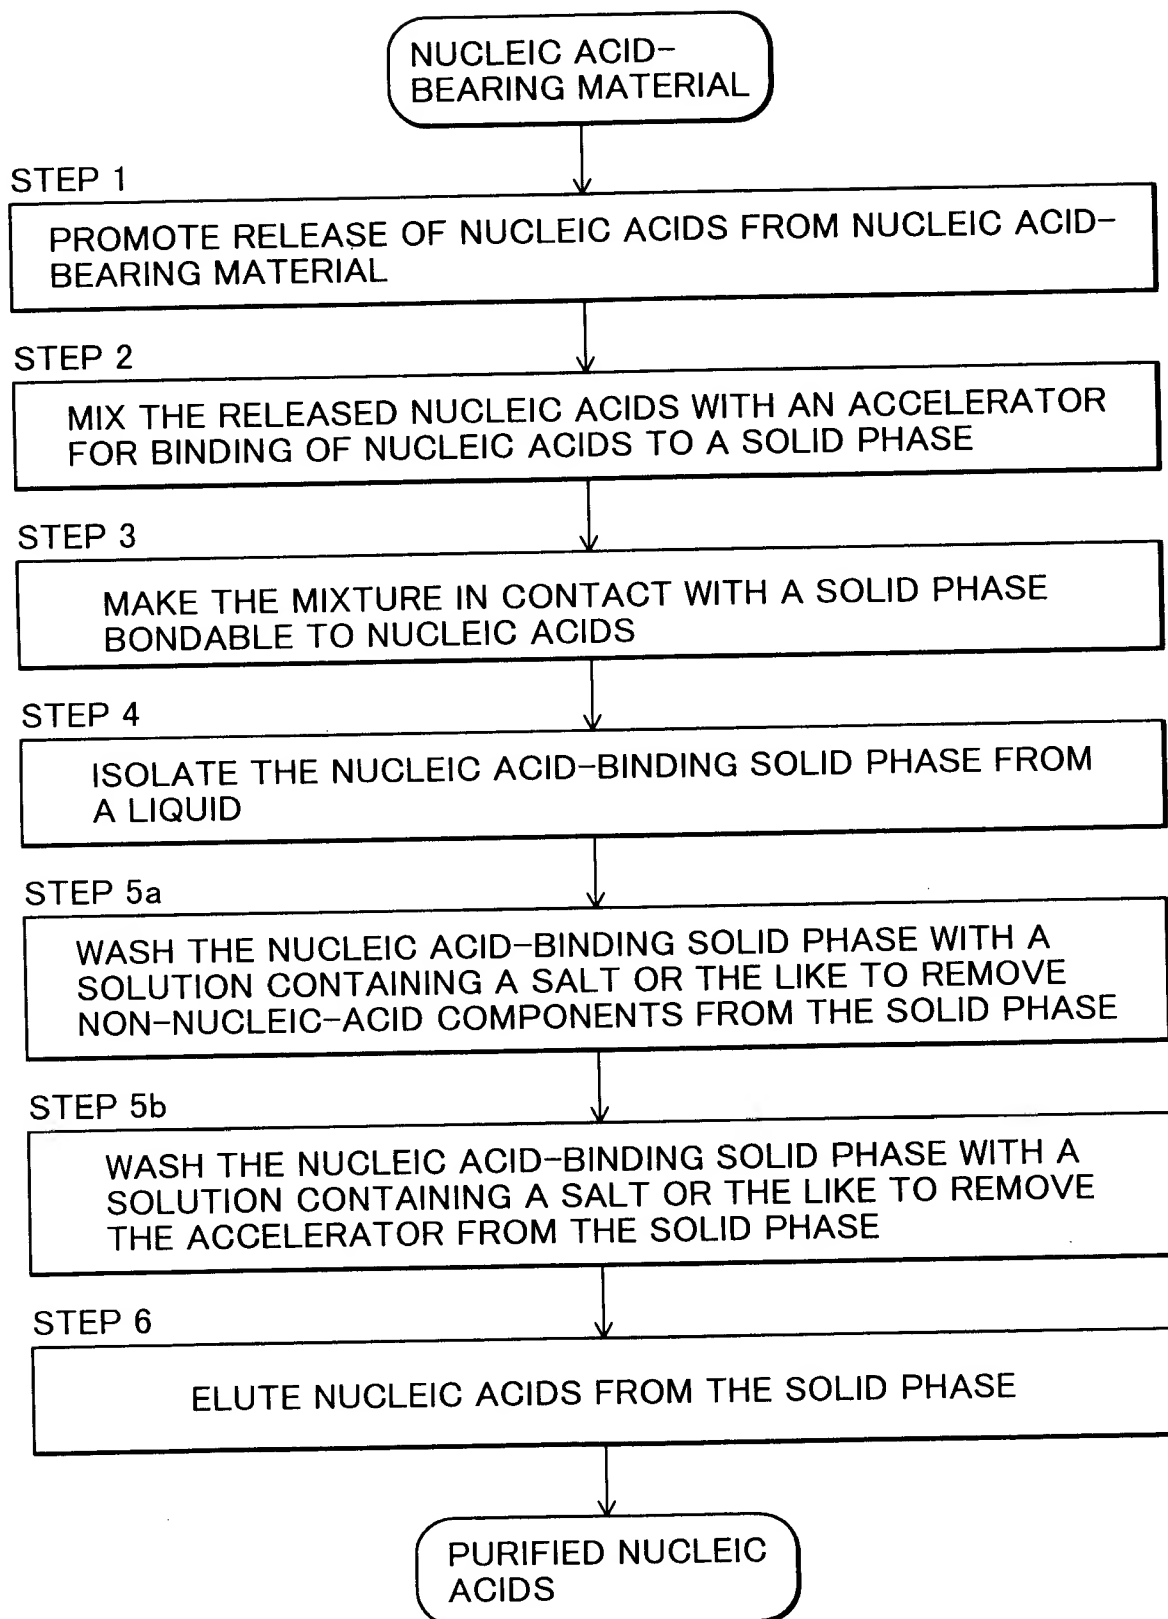 NUCLEIC ACID-
BEARING MATERIAL
STEP 1
PROMOTE RELEASE OF NUCLEIC ACIDS FROM NUCLEIC ACID-
BEARING MATERIAL
STEP 2
MIX THE RELEASED NUCLEIC ACIDS WITH AN ACCELERATOR
FOR BINDING OF NUCLEIC ACIDS TO A SOLID PHASE
STEP 3
MAKE THE MIXTURE IN CONTACT WITH A SOLID PHASE
BONDABLE TO NUCLEIC ACIDS
STEP 4
ISOLATE THE NUCLEIC ACID-BINDING SOLID PHASE FROM
A LIQUID
STEP 5a
WASH THE NUCLEIC ACID-BINDING SOLID PHASE WITH A
SOLUTION CONTAINING A SALT OR THE LIKE TO REMOVE
NON-NUCLEIC-ACID COMPONENTS FROM THE SOLID PHASE
STEP 5b
WASH THE NUCLEIC ACID-BINDING SOLID PHASE WITH A
SOLUTION CONTAINING A SALT OR THE LIKE TO REMOVE
THE ACCELERATOR FROM THE SOLID PHASE
STEP 6
ELUTE NUCLEIC ACIDS FROM THE SOLID PHASE
PURIFIED NUCLEIC
ACIDS